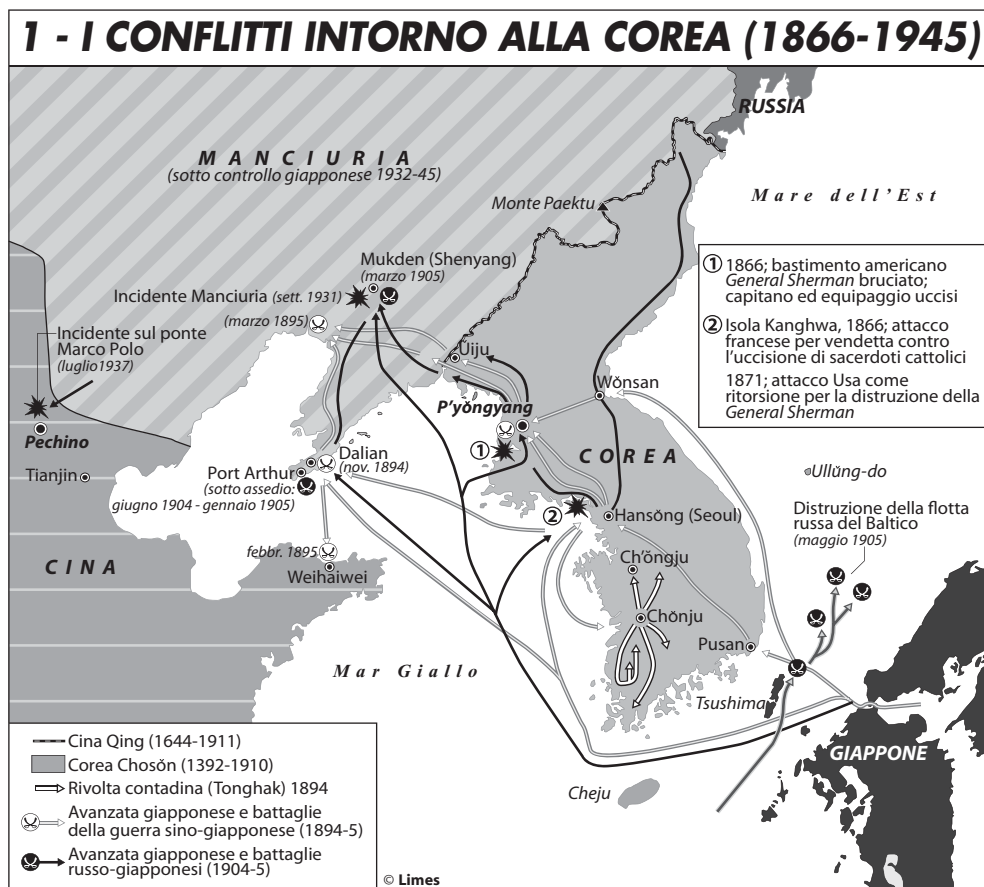 1 - I CONFLITTI INTORNO ALLA COREA (1866-1945)
RUSSIA
MANCIURIA
(sotto controllo giapponese 1932-45)
Mare dell'Est
Monte Paektu
① 1866; bastimento americano
General Sherman bruciato;
capitano ed equipaggio uccisi
② Isola Kanghwa, 1866; attacco
francese per vendetta contro
l'uccisione di sacerdoti cattolici
1871; attacco Usa come
ritorsione per la distruzione della
General Sherman
Mukden (Shenyang)
(marzo 1905)
Incidente Manciuria (sett. 1931)
(marzo 1895)
Incidente sul ponte
Marco Polo
(luglio1937)
Ŭiju
Wŏnsan
P'yŏngyang
Pechino
1
COREA
Dalian
(nov. 1894)
Tianjin
Port Arthur
(sotto assedio:
giugno 1904 - gennaio 1905)
Ullŭng-do
2
Hansŏng (Seoul)
Distruzione della flotta
russa del Baltico
(maggio 1905)
febbr. 1895
Weihaiwei
CINA
Ch'ŏngju
Chŏnju
Pusan
Mar Giallo
Tsushima
GIAPPONE
Cheju
Cina Qing (1644-1911)
Corea Chosŏn (1392-1910)
Rivolta contadina (Tonghak) 1894
Avanzata giapponese e battaglie
della guerra sino-giapponese (1894-5)
Avanzata giapponese e battaglie
russo-giapponesi (1904-5)
© Limes